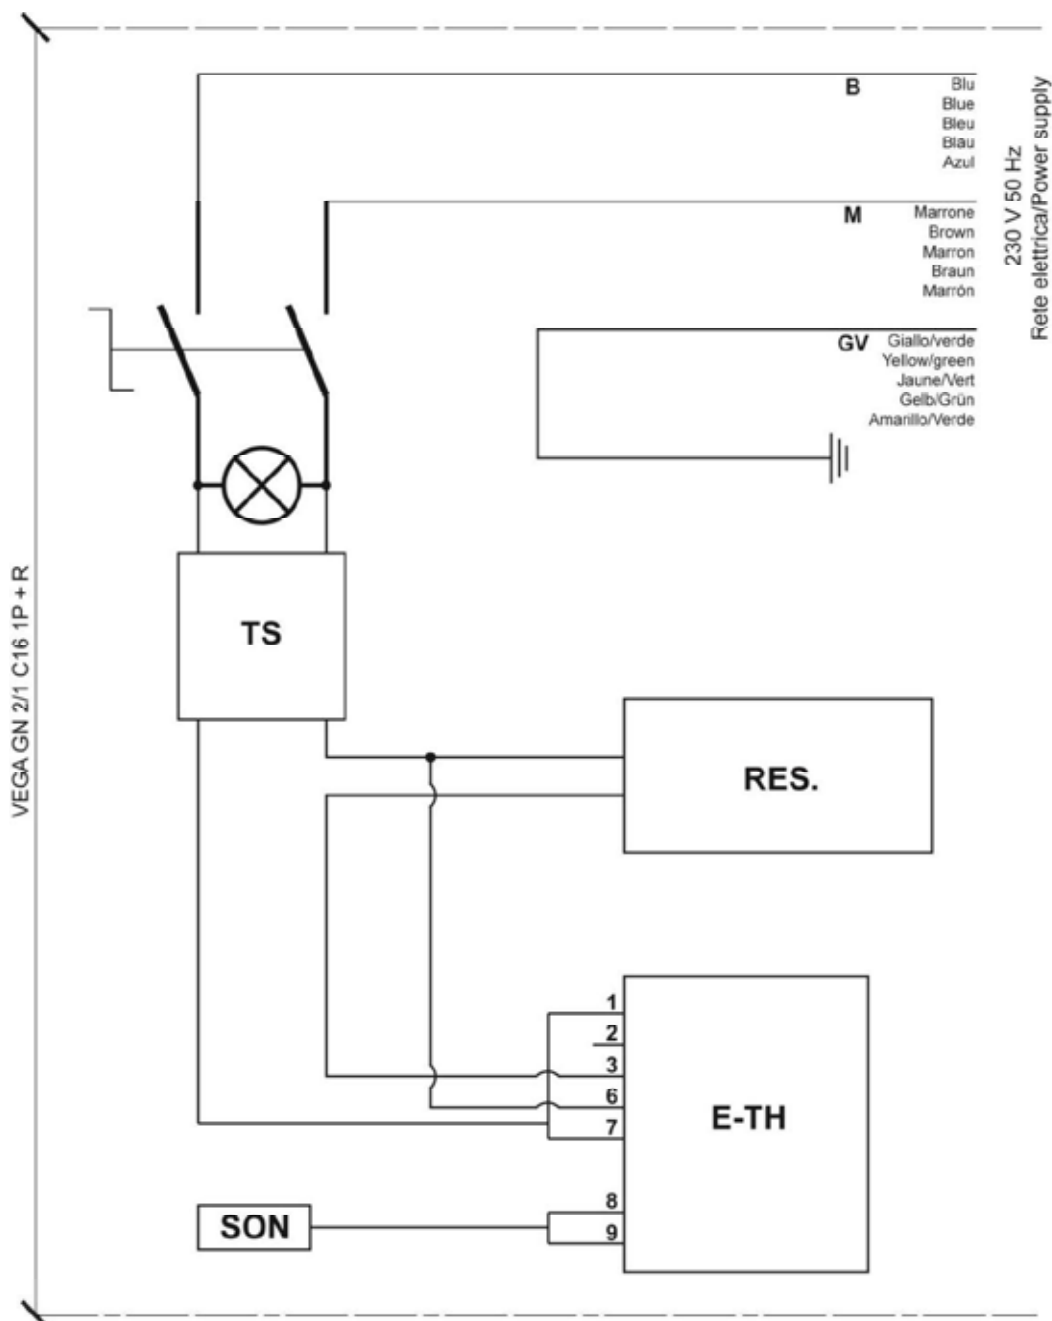 B
Blu
Blue
Bleu
Blau
Azul
M
Marrone
Brown
Marron
Braun
Marrón
GV
Giallo/verde
Yellow/green
Jaune/Vert
Gelb/Grün
Amarillo/Verde
230 V 50 Hz
Rete elettrica/Power supply
VEGA GN 2/1 C16 1P + R
TS
RES.
1
2
3
6
7
8
9
E-TH
SON